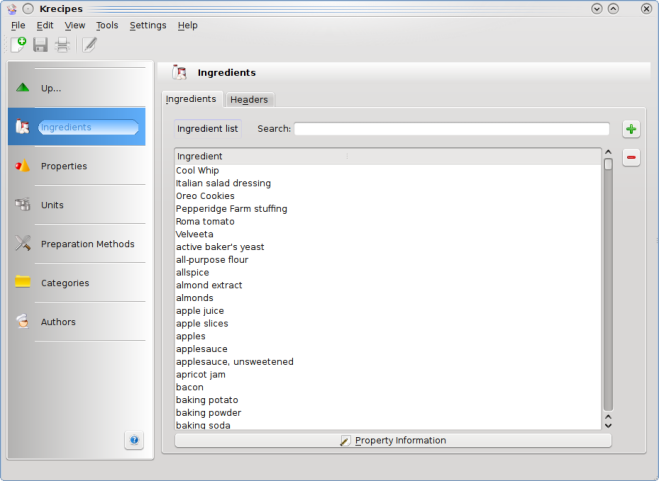 Krecipes
File Edit View Tools Settings Help
Up...
Ingredients
Properties
Units
Preparation Methods
Categories
Authors
Ingredients
Ingredients Headers
Ingredient list Search:
Ingredient
Cool Whip
Italian salad dressing
Oreo Cookies
Pepperidge Farm stuffing
Roma tomato
Velveeta
active baker's yeast
all-purpose flour
allspice
almond extract
almonds
apple juice
apple slices
apples
applesauce
applesauce, unsweetened
apricot jam
bacon
baking potato
baking powder
baking soda
Property Information